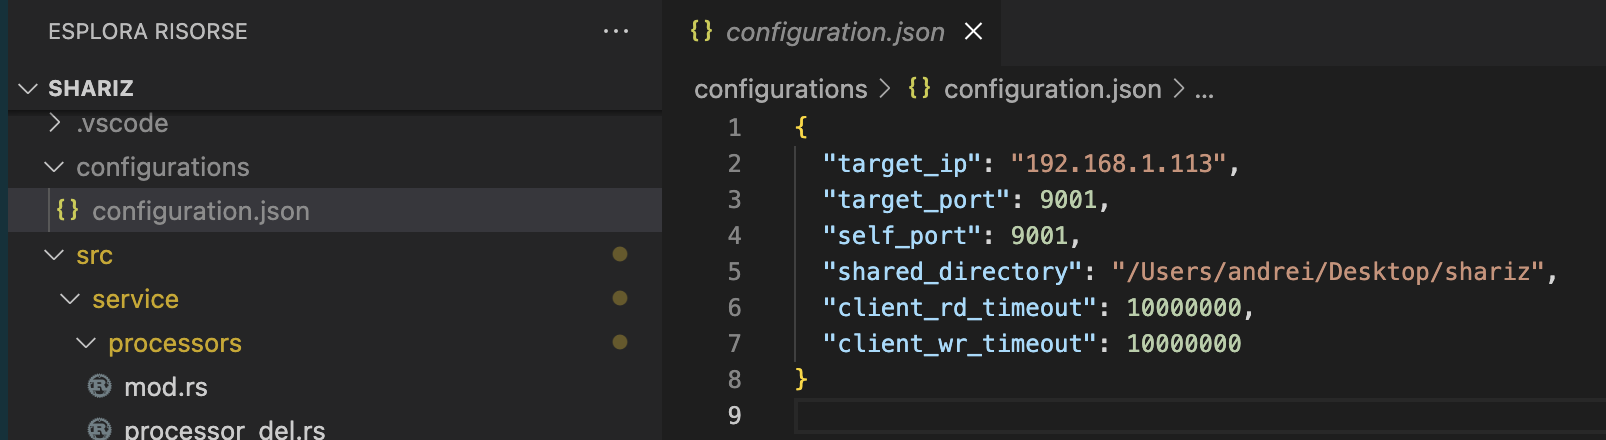 ESPLORA RISORSE
SHARIZ
.vscode
configurations
configuration.json
src
service
processors
mod.rs
processor_del.rs
configuration.json
configurations > {} configuration.json > ...
1 {
2 "target_ip": "192.168.1.113",
3 "target_port": 9001,
4 "self_port": 9001,
5 "shared_directory": "/Users/andrei/Desktop/shariz",
6 "client_rd_timeout": 10000000,
7 "client_wr_timeout": 10000000
8 }
9